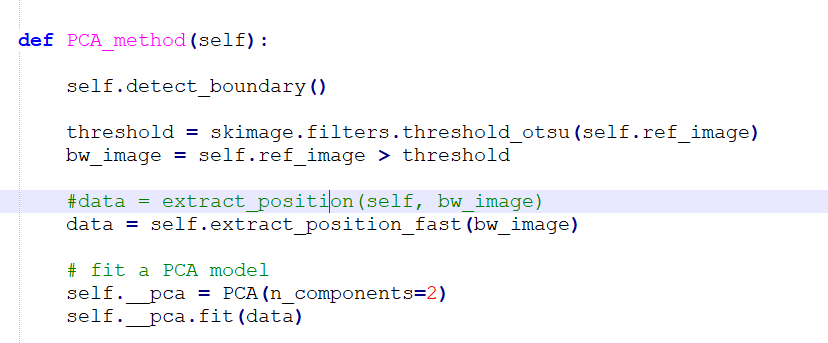 def PCA_method(self):
self.detect_boundary()
threshold = skimage.filters.threshold_otsu(self.ref_image)
bw_image = self.ref_image > threshold
#data = extract_position(self, bw_image)
data = self.extract_position_fast(bw_image)
# fit a PCA model
self.__pca = PCA(n_components=2)
self.__pca.fit(data)